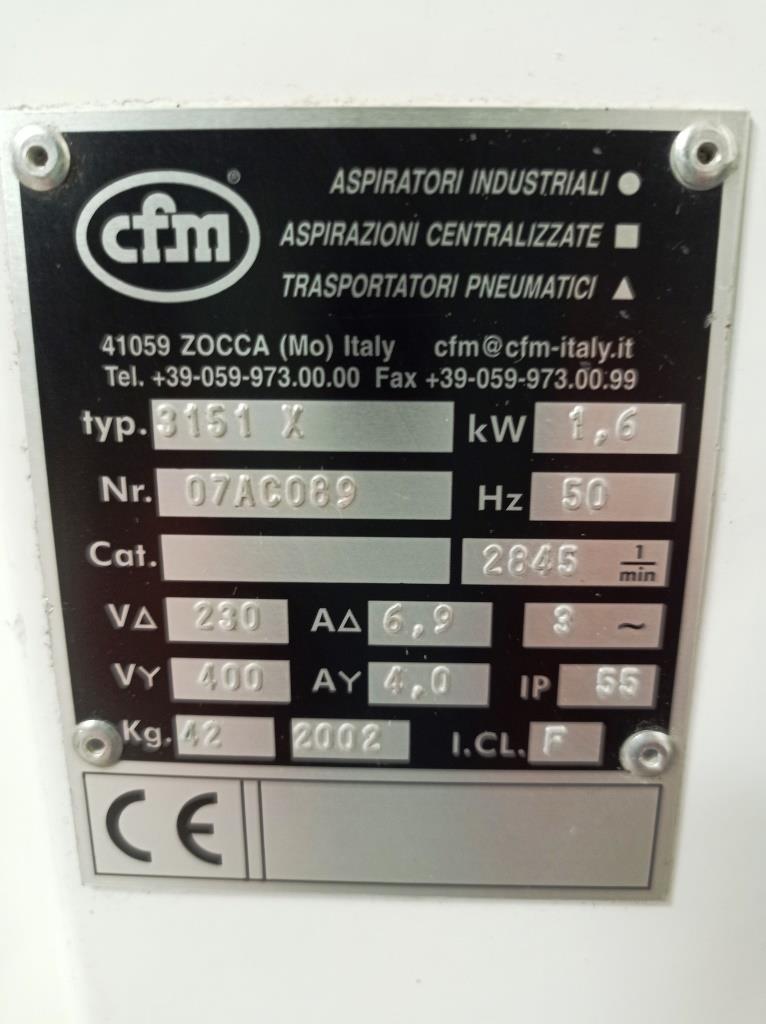 cfm®
ASPIRATORI INDUSTRIALI ●
ASPIRAZIONI CENTRALIZZATE ■
TRASPORTATORI PNEUMATICI ▲
41059 ZOCCA (Mo) Italy cfm@cfm-italy.it
Tel. +39-059-973.00.00 Fax +39-059-973.00.99
typ. 3151 X kW 1,6
Nr. 07AC089 Hz 50
Cat. 2845 1/min
V△ 230 A△ 6,9 3 ~
VY 400 AY 4,0 IP 55
Kg. 42 2002 I.CL. F
CE